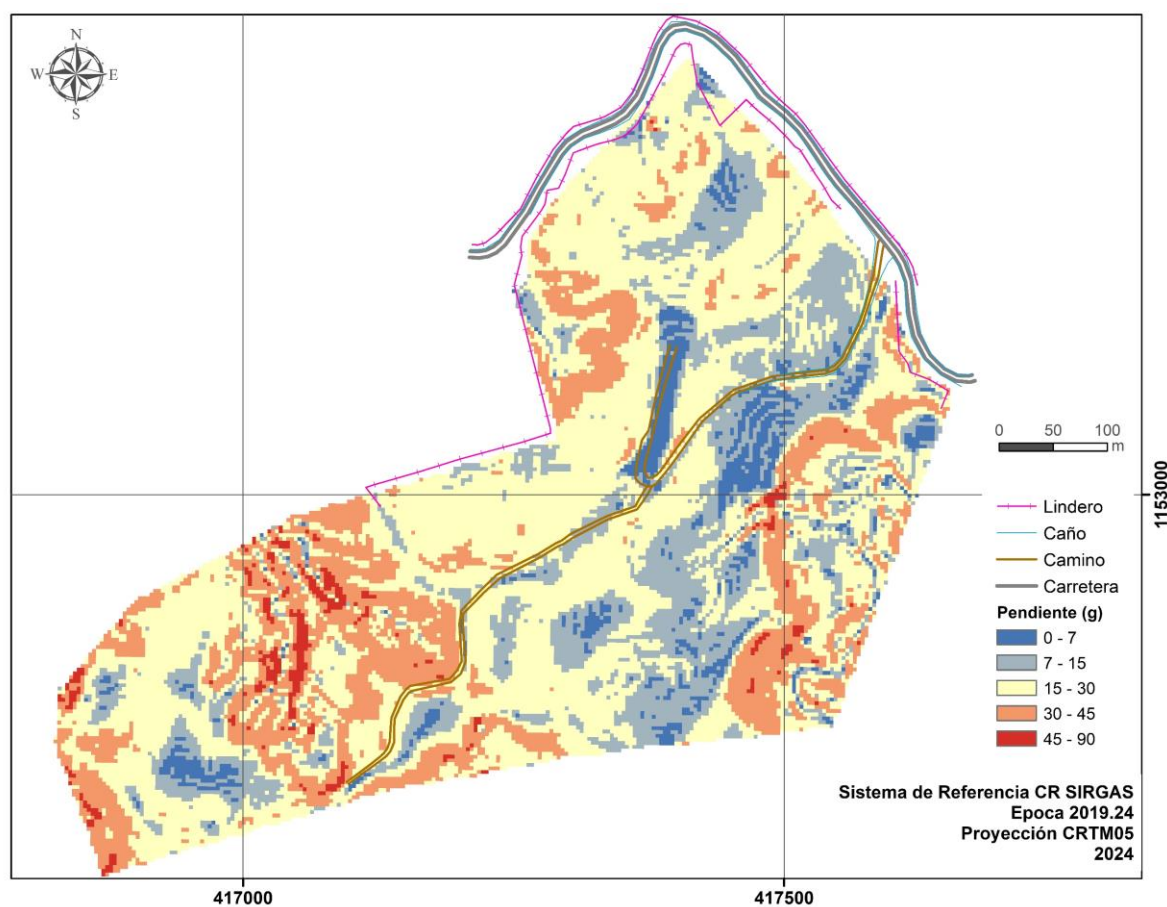 N
W E
S
0 50 100
m
1153000
Lindero
Caño
Camino
Carretera
Pendiente (g)
0 - 7
7 - 15
15 - 30
30 - 45
45 - 90
Sistema de Referencia CR SIRGAS
Epoca 2019.24
Proyección CRTM05
2024
417000 417500